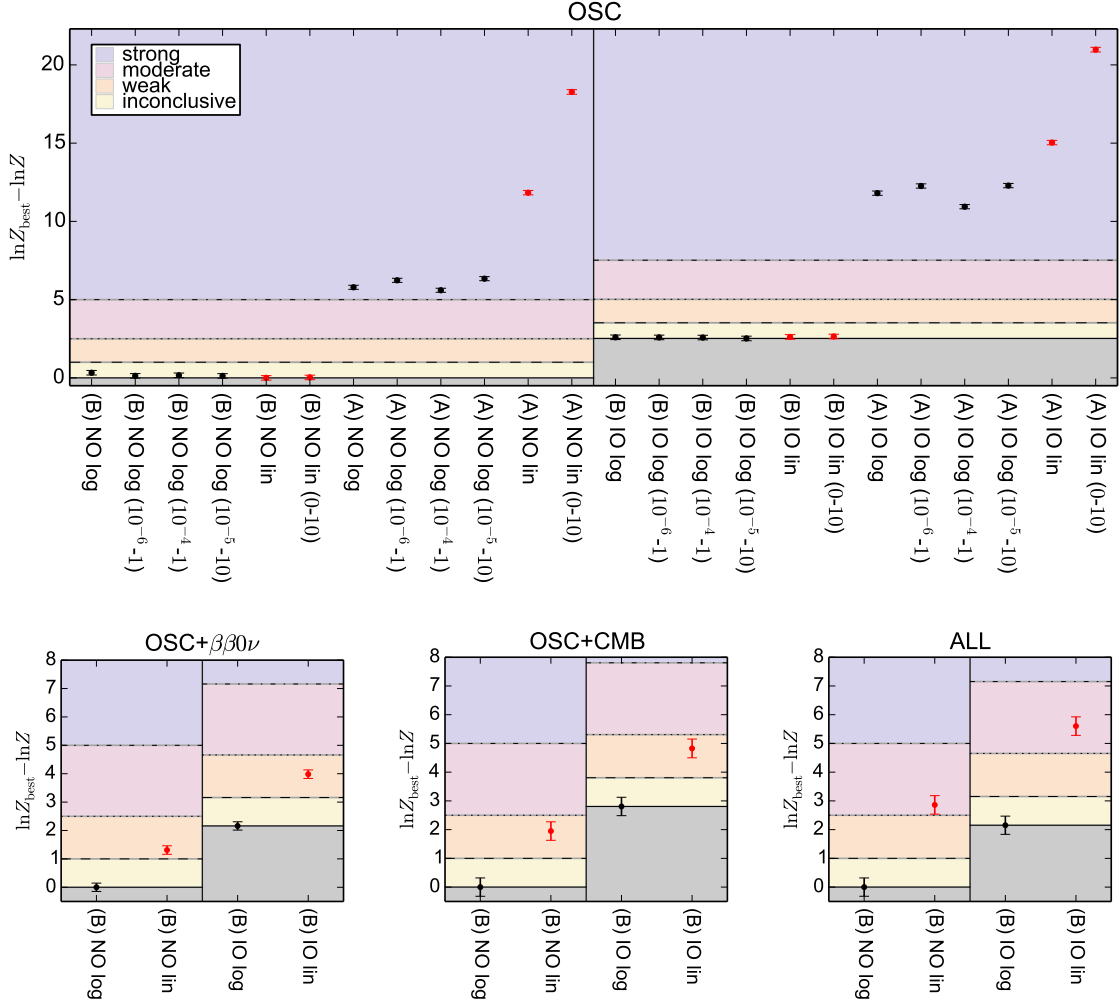 OSC
strong
moderate
weak
inconclusive
20
15
10
5
0
lnZ_best−lnZ
(B) NO log
(B) NO log (10⁻⁶-1)
(B) NO log (10⁻⁴-1)
(B) NO log (10⁻⁵-10)
(B) NO lin
(B) NO lin (0-10)
(A) NO log
(A) NO log (10⁻⁶-1)
(A) NO log (10⁻⁴-1)
(A) NO log (10⁻⁵-10)
(A) NO lin
(A) NO lin (0-10)
(B) IO log
(B) IO log (10⁻⁶-1)
(B) IO log (10⁻⁴-1)
(B) IO log (10⁻⁵-10)
(B) IO lin
(B) IO lin (0-10)
(A) IO log
(A) IO log (10⁻⁶-1)
(A) IO log (10⁻⁴-1)
(A) IO log (10⁻⁵-10)
(A) IO lin
(A) IO lin (0-10)
OSC+ββ0ν
8
7
6
5
4
3
2
1
0
lnZ_best−lnZ
(B) NO log
(B) NO lin
(B) IO log
(B) IO lin
OSC+CMB
8
7
6
5
4
3
2
1
0
lnZ_best−lnZ
(B) NO log
(B) NO lin
(B) IO log
(B) IO lin
ALL
8
7
6
5
4
3
2
1
0
lnZ_best−lnZ
(B) NO log
(B) NO lin
(B) IO log
(B) IO lin